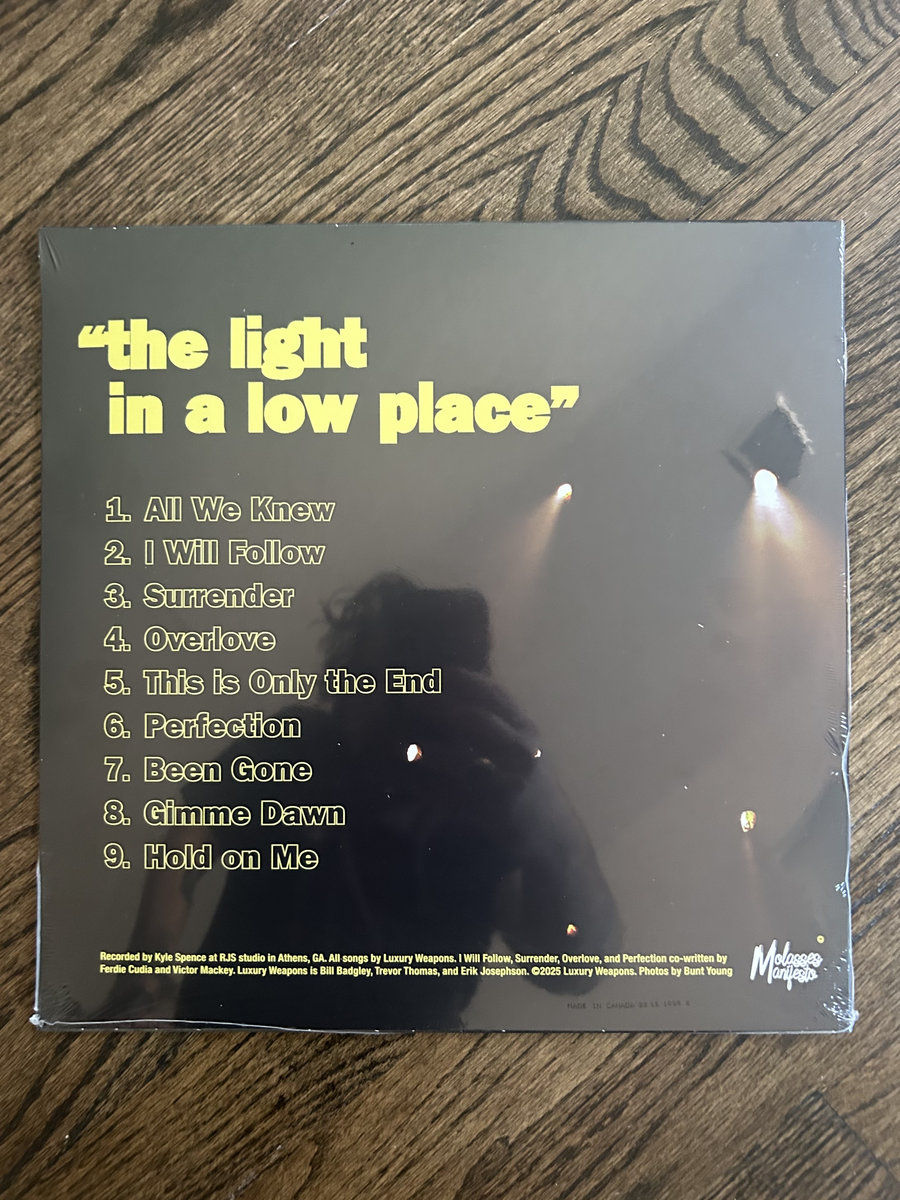 “the light
in a low place”
1. All We Knew
2. I Will Follow
3. Surrender
4. Overlove
5. This is Only the End
6. Perfection
7. Been Gone
8. Gimme Dawn
9. Hold on Me
Recorded by Kyle Spence at RJS studio in Athens, GA. All songs by Luxury Weapons. I Will Follow, Surrender, Overlove, and Perfection co-written by
Ferdie Cudia and Victor Mackey. Luxury Weapons is Bill Badgley, Trevor Thomas, and Erik Josephson. ©2025 Luxury Weapons. Photos by Bunt Young
Molasses
Manifesto
MADE IN CANADA